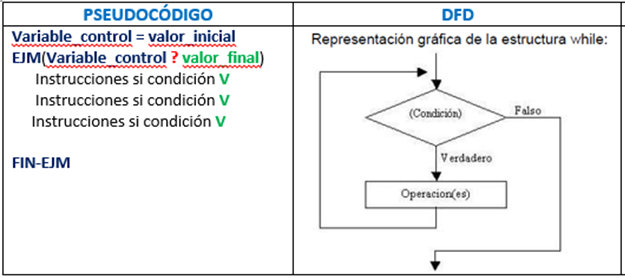 PSEUDOCÓDIGO
Variable_control = valor_inicial
EJM(Variable_control ? valor_final)
Instrucciones si condición V
Instrucciones si condición V
Instrucciones si condición V
FIN-EJM
DFD
Representación gráfica de la estructura while:
(Condición)
Falso
Verdadero
Operacion(es)